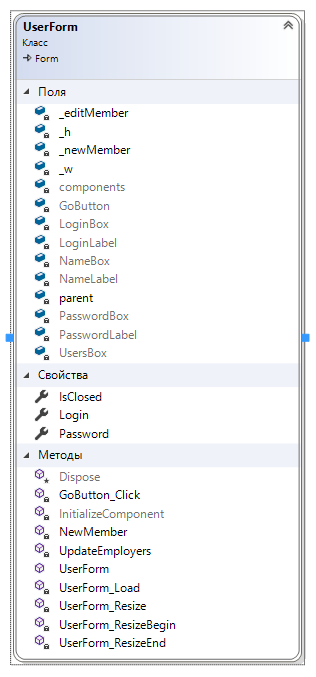 UserForm
Класс
Form
Поля
_editMember
_h
_newMember
_w
components
GoButton
LoginBox
LoginLabel
NameBox
NameLabel
parent
PasswordBox
PasswordLabel
UsersBox
Свойства
IsClosed
Login
Password
Методы
Dispose
GoButton_Click
InitializeComponent
NewMember
UpdateEmployers
UserForm
UserForm_Load
UserForm_Resize
UserForm_ResizeBegin
UserForm_ResizeEnd